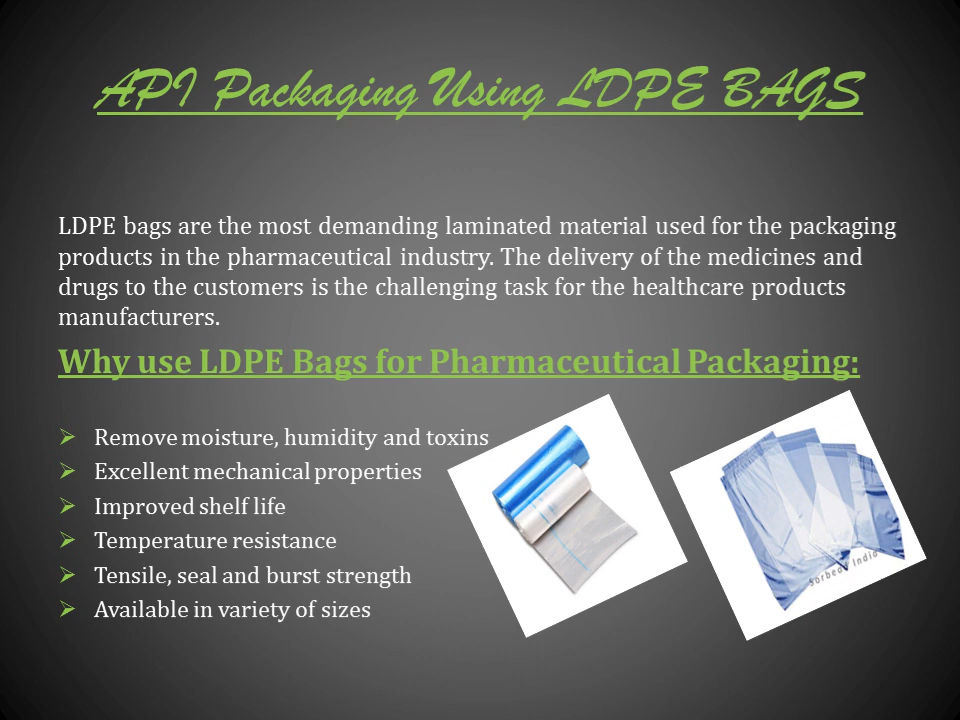 API Packaging Using LDPE BAGS
LDPE bags are the most demanding laminated material used for the packaging
products in the pharmaceutical industry. The delivery of the medicines and
drugs to the customers is the challenging task for the healthcare products
manufacturers.
Why use LDPE Bags for Pharmaceutical Packaging:
Remove moisture, humidity and toxins
Excellent mechanical properties
Improved shelf life
Temperature resistance
Tensile, seal and burst strength
Available in variety of sizes
India